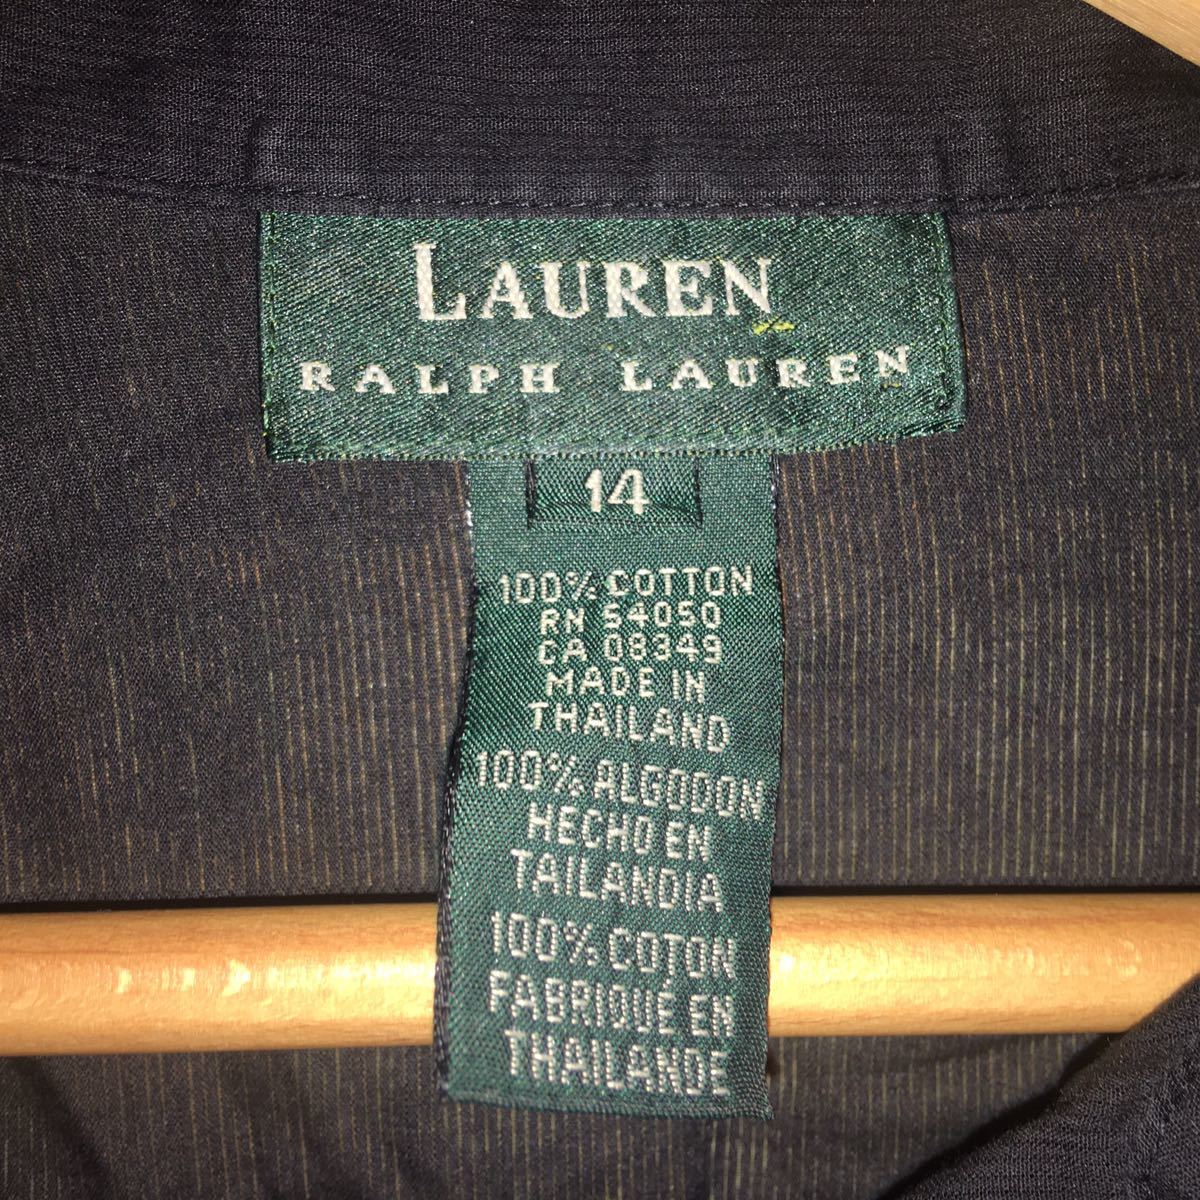 LAUREN
RALPH LAUREN
14
100% COTTON
RN 54050
CA 08349
MADE IN
THAILAND
100% ALGODON
HECHO EN
TAILANDIA
100% COTON
FABRIQUÉ EN
THAILANDE